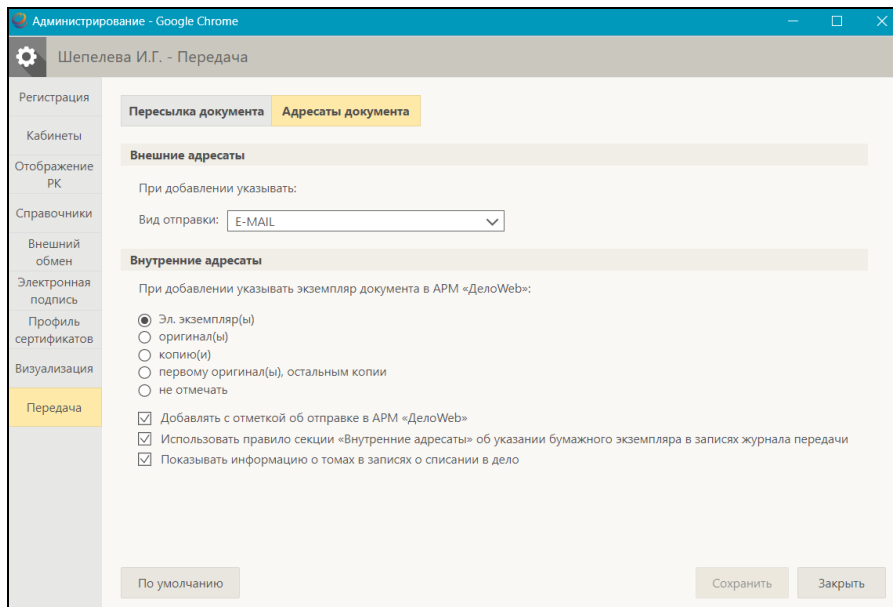 Администрирование - Google Chrome
Шепелева И.Г. - Передача
Регистрация
Кабинеты
Отображение
РК
Справочники
Внешний
обмен
Электронная
подпись
Профиль
сертификатов
Визуализация
Передача
Пересылка документа
Адресаты документа
Внешние адресаты
При добавлении указывать:
Вид отправки: E-MAIL
Внутренние адресаты
При добавлении указывать экземпляр документа в АРМ «ДелоWeb»:
Эл. экземпляр(ы)
оригинал(ы)
копию(и)
первому оригинал(ы), остальным копии
не отмечать
Добавлять с отметкой об отправке в АРМ «ДелоWeb»
Использовать правило секции «Внутренние адресаты» об указании бумажного экземпляра в записях журнала передачи
Показывать информацию о томах в записях о списании в дело
По умолчанию
Сохранить
Закрыть